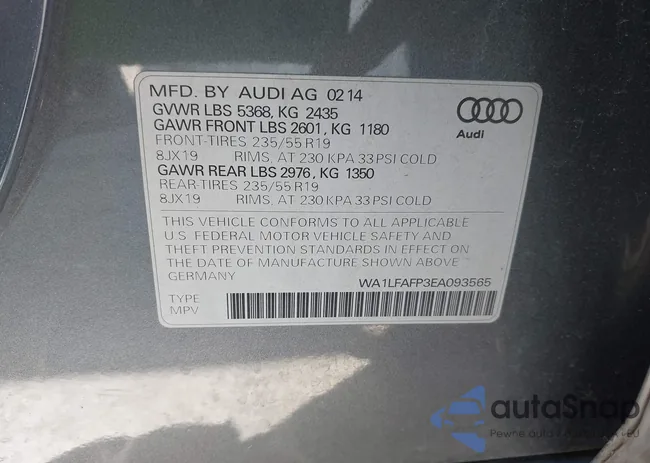 MFD. BY AUDI AG 02 14
GVWR LBS 5368, KG 2435
GAWR FRONT LBS 2601, KG 1180
FRONT-TIRES 235/55 R19
8JX19 RIMS, AT 230 KPA 33 PSI COLD
GAWR REAR LBS 2976, KG 1350
REAR-TIRES 235/55 R19
8JX19 RIMS, AT 230 KPA 33 PSI COLD
Audi
THIS VEHICLE CONFORMS TO ALL APPLICABLE
U.S. FEDERAL MOTOR VEHICLE SAFETY AND
THEFT PREVENTION STANDARDS IN EFFECT ON
THE DATE OF MANUFACTURE SHOWN ABOVE.
GERMANY
WA1LFAFP3EA093565
TYPE
MPV
autoSnap
Pewne auta